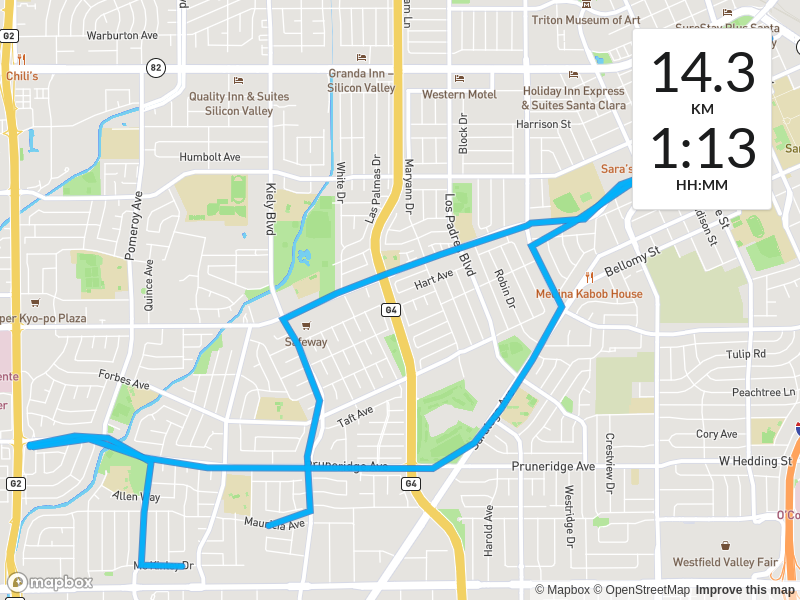 Triton Museum of Art
SureStay Plus Santa
G2
Warburton Ave
82
Chili's
Granda Inn –
Silicon Valley
Quality Inn & Suites
Silicon Valley
Western Motel
Holiday Inn Express
& Suites Santa Clara
14.3
KM
1:13
HH:MM
Harrison St
Block Dr
Humbolt Ave
White Dr
Las Palmas Dr
Maryann Dr
Sara's
Kiely Blvd
Pomeroy Ave
Los Padres Blvd
Bellomy St
Quince Ave
Hart Ave
Robin Dr
Medina Kabob House
per Kyo-po Plaza
G4
Safeway
Tulip Rd
Forbes Ave
Peachtree Ln
Taft Ave
Cory Ave
Pruneridge Ave
Pruneridge Ave
W Hedding St
Crestview Dr
G2
G4
Allen Way
Mauricia Ave
Harold Ave
Westridge Dr
O'Co
McKinley Dr
Westfield Valley Fair
mapbox
© Mapbox © OpenStreetMap Improve this map